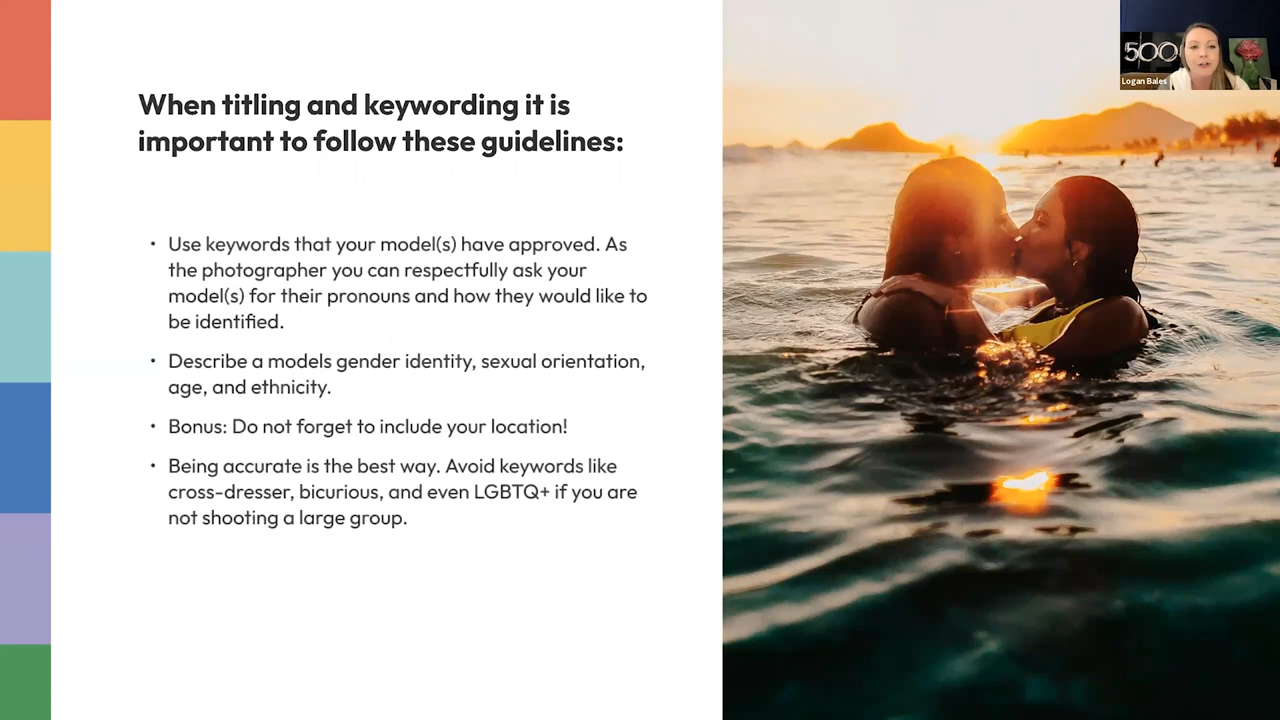 When titling and keywording it is
important to follow these guidelines:
• Use keywords that your model(s) have approved. As
the photographer you can respectfully ask your
model(s) for their pronouns and how they would like to
be identified.
• Describe a models gender identity, sexual orientation,
age, and ethnicity.
• Bonus: Do not forget to include your location!
• Being accurate is the best way. Avoid keywords like
cross-dresser, bicurious, and even LGBTQ+ if you are
not shooting a large group.
500
Logan Bales